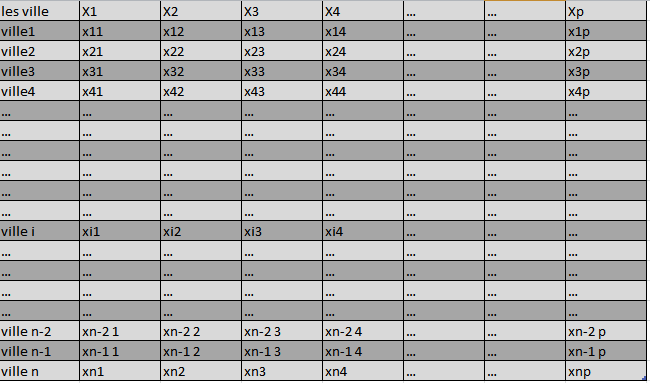 les ville X1 X2 X3 X4 ... ... Xp
ville1 x11 x12 x13 x14 ... ... x1p
ville2 x21 x22 x23 x24 ... ... x2p
ville3 x31 x32 x33 x34 ... ... x3p
ville4 x41 x42 x43 x44 ... ... x4p
... ... ... ... ... ... ... ...
... ... ... ... ... ... ... ...
... ... ... ... ... ... ... ...
... ... ... ... ... ... ... ...
... ... ... ... ... ... ... ...
... ... ... ... ... ... ... ...
ville i xi1 xi2 xi3 xi4 ... ... ...
... ... ... ... ... ... ... ...
... ... ... ... ... ... ... ...
... ... ... ... ... ... ... ...
... ... ... ... ... ... ... ...
ville n-2 xn-2 1 xn-2 2 xn-2 3 xn-2 4 ... ... xn-2 p
ville n-1 xn-1 1 xn-1 2 xn-1 3 xn-1 4 ... ... xn-1 p
ville n xn1 xn2 xn3 xn4 ... ... xnp